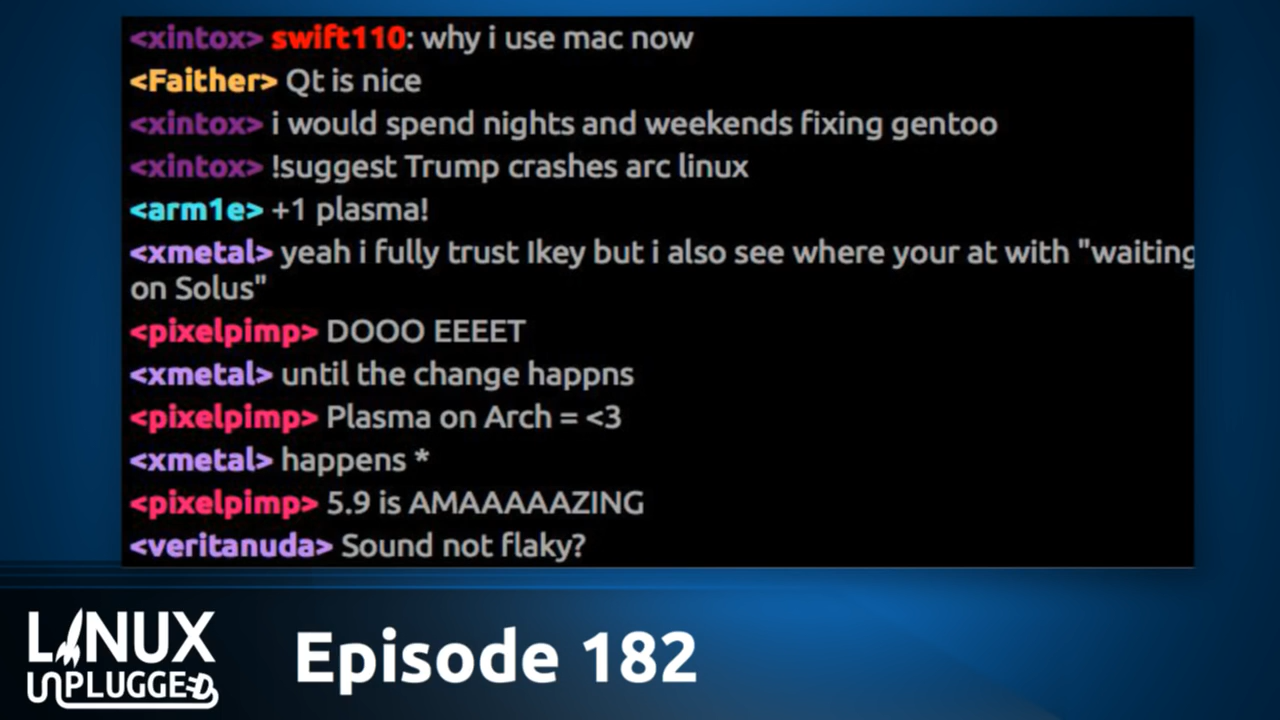 <xintox> swift110: why i use mac now
<Faither> Qt is nice
<xintox> i would spend nights and weekends fixing gentoo
<xintox> !suggest Trump crashes arc linux
<arm1e> +1 plasma!
<xmetal> yeah i fully trust Ikey but i also see where your at with "waiting
on Solus"
<pixelpimp> DOOO EEEET
<xmetal> until the change happns
<pixelpimp> Plasma on Arch = <3
<xmetal> happens *
<pixelpimp> 5.9 is AMAAAAAZING
<veritanuda> Sound not flaky?
LINUX
UNPLUGGED
Episode 182